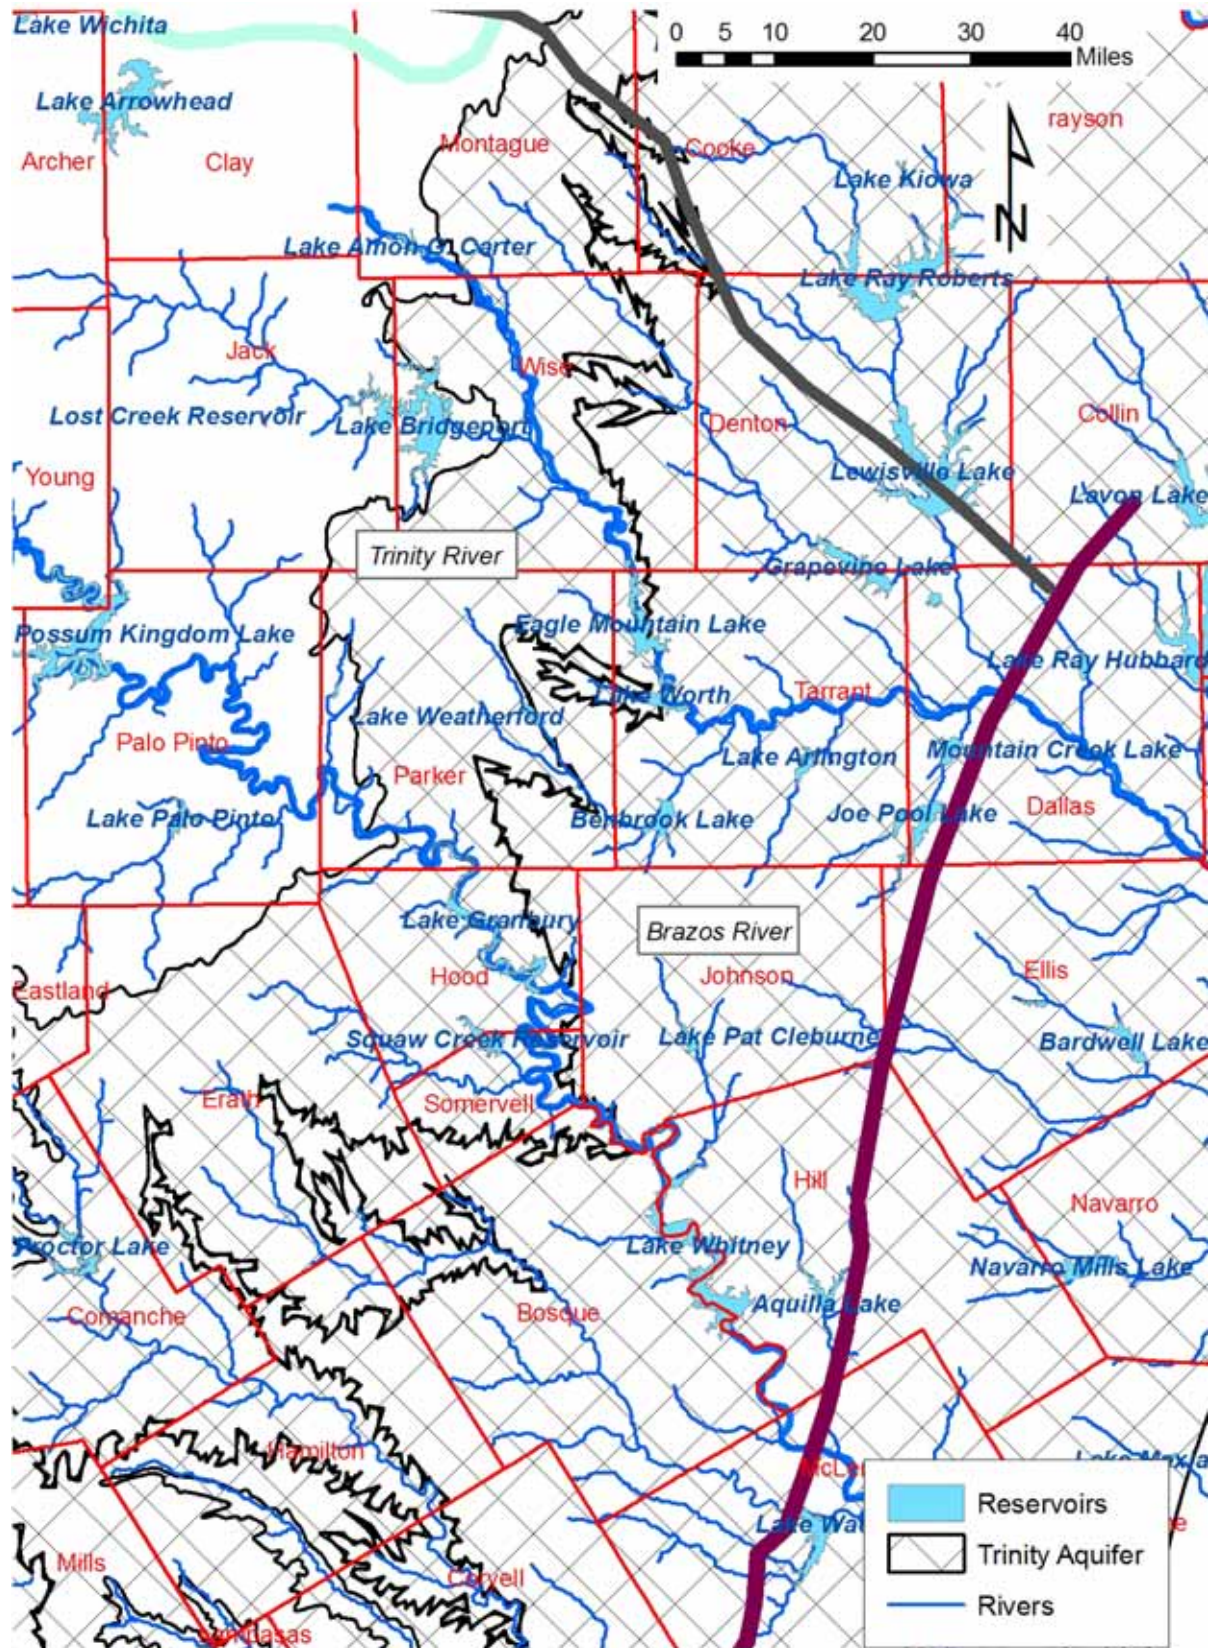 Lake Wichita
0 5 10 20 30 40
Miles
Lake Arrowhead
rayson
Archer
Clay
Montague
Cooke
Lake Kiowa
N
Lake Amon G. Carter
Lake Ray Roberts
Jack
Wise
Lost Creek Reservoir
Lake Bridgeport
Denton
Collin
Young
Lewisville Lake
Lavon Lake
Trinity River
Grapevine Lake
Possum Kingdom Lake
Eagle Mountain Lake
Lake Ray Hubbard
Lake Worth
Tarrant
Lake Weatherford
Palo Pinto
Lake Arlington
Mountain Creek Lake
Parker
Lake Palo Pinto
Benbrook Lake
Joe Pool Lake
Dallas
Lake Granbury
Brazos River
Eastland
Hood
Johnson
Ellis
Squaw Creek Reservoir
Lake Pat Cleburne
Bardwell Lake
Erath
Somervell
Hill
Navarro
Proctor Lake
Lake Whitney
Navarro Mills Lake
Comanche
Bosque
Aquilla Lake
Hamilton
McLe
Reservoirs
Lake Wa
Trinity Aquifer
Mills
Coryell
Rivers